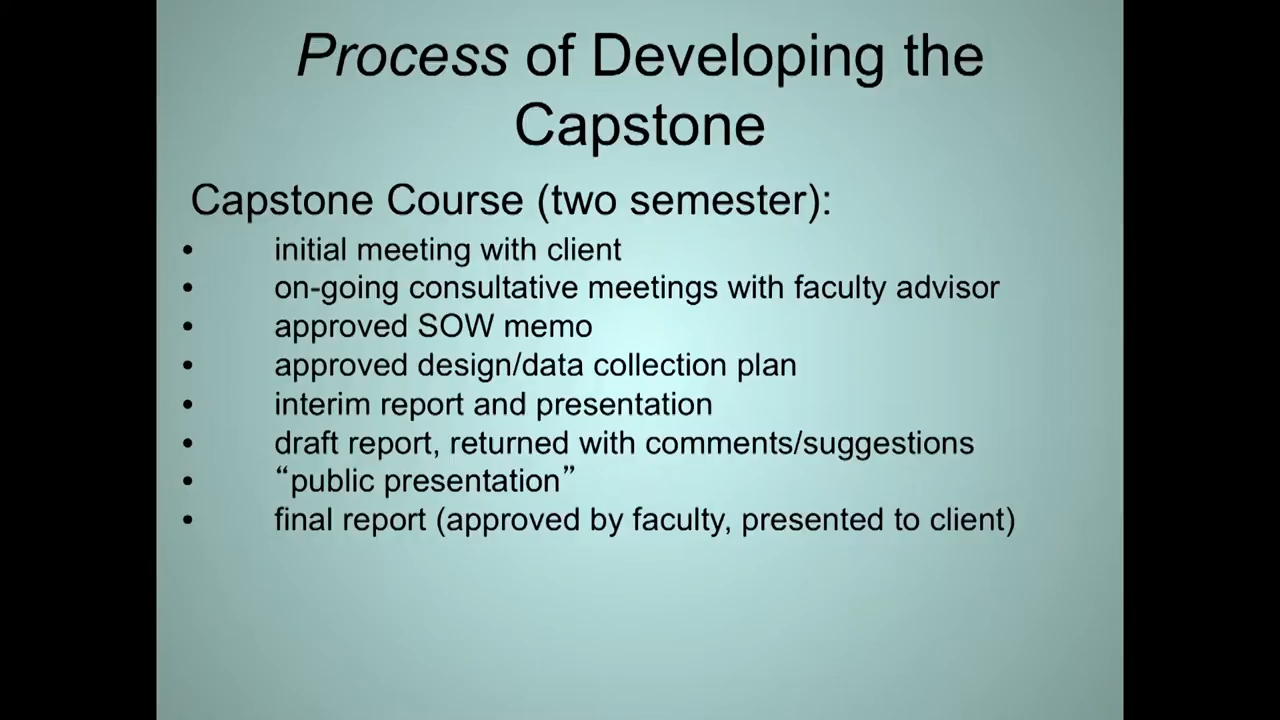 Process of Developing the
Capstone
Capstone Course (two semester):
• initial meeting with client
• on-going consultative meetings with faculty advisor
• approved SOW memo
• approved design/data collection plan
• interim report and presentation
• draft report, returned with comments/suggestions
• “public presentation”
• final report (approved by faculty, presented to client)